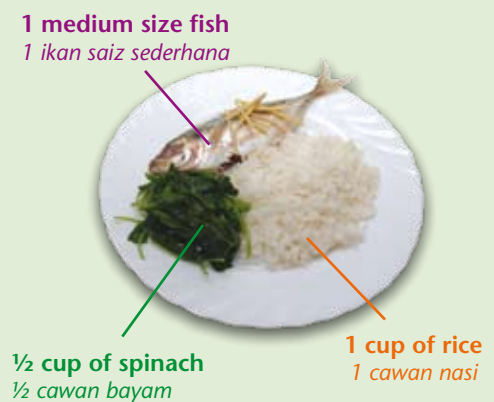 1 medium size fish
1 ikan saiz sederhana
½ cup of spinach
½ cawan bayam
1 cup of rice
1 cawan nasi